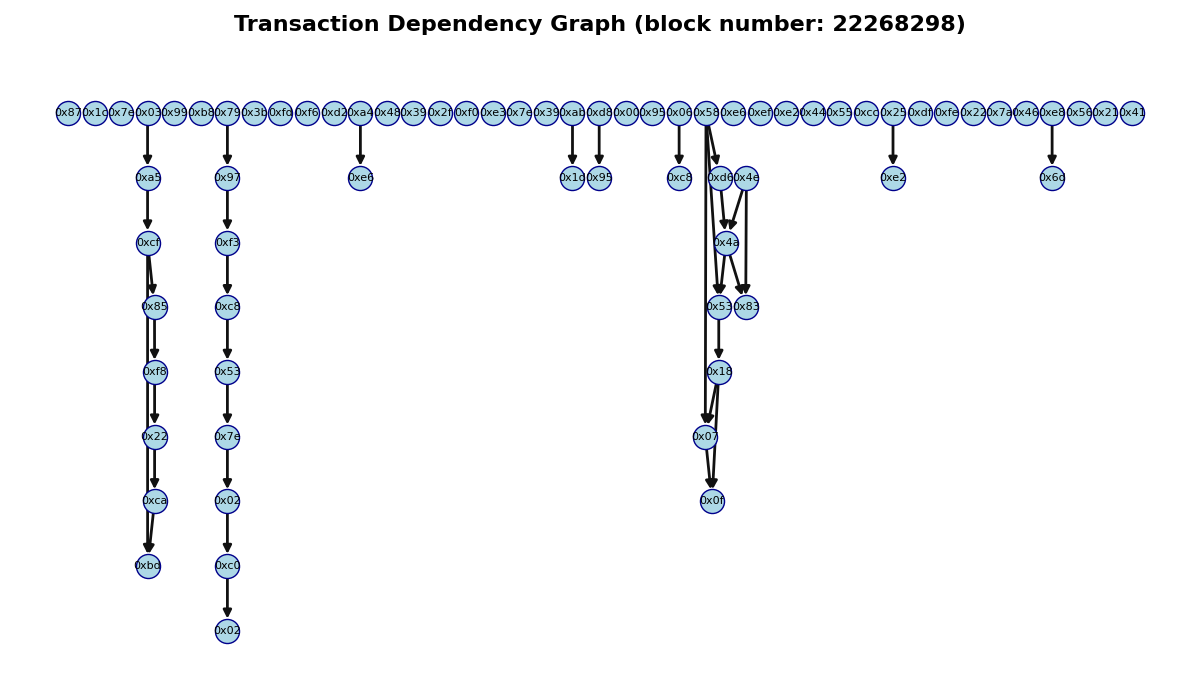 Transaction Dependency Graph (block number: 22268298)
0x87 0x1c 0x7e 0x03 0x99 0xb8 0x79 0x3b 0xfd 0xf6 0xd2 0xa4 0x48 0x39 0x2f 0xf0 0xe3 0x7e 0x39 0xab 0xd8 0x00 0x95 0x06 0x58 0xe6 0xef 0xe2 0x44 0x55 0xcc 0x25 0xdf 0xfe 0x22 0x7a 0x46 0xe8 0x56 0x21 0x41
0xa5 0x97 0xe6 0x1d 0x95 0xc8 0xd6 0x4e 0xe2 0x6d
0xcf 0xf3 0x4a
0x85 0xc8 0x53 0x83
0xf8 0x53 0x18
0x22 0x7e 0x07
0xca 0x02 0x0f
0xbd 0xc0
0x02